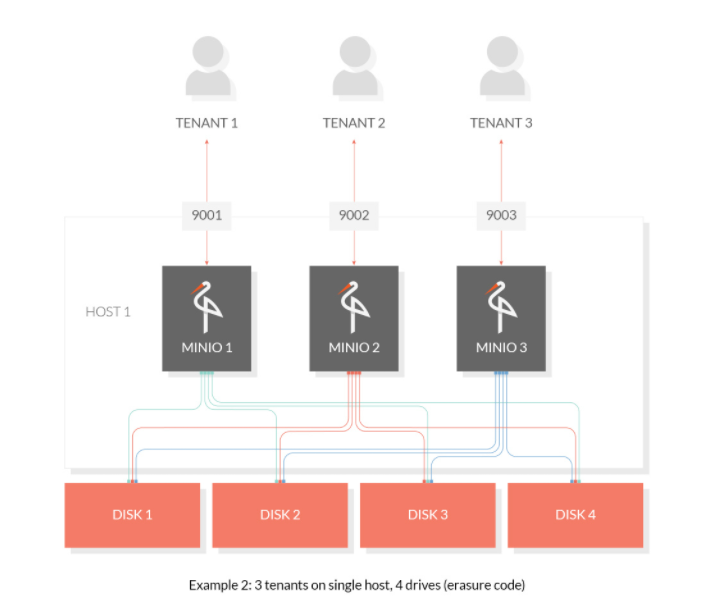 TENANT 1
TENANT 2
TENANT 3
9001
9002
9003
HOST 1
MINIO 1
MINIO 2
MINIO 3
DISK 1
DISK 2
DISK 3
DISK 4
Example 2: 3 tenants on single host, 4 drives (erasure code)